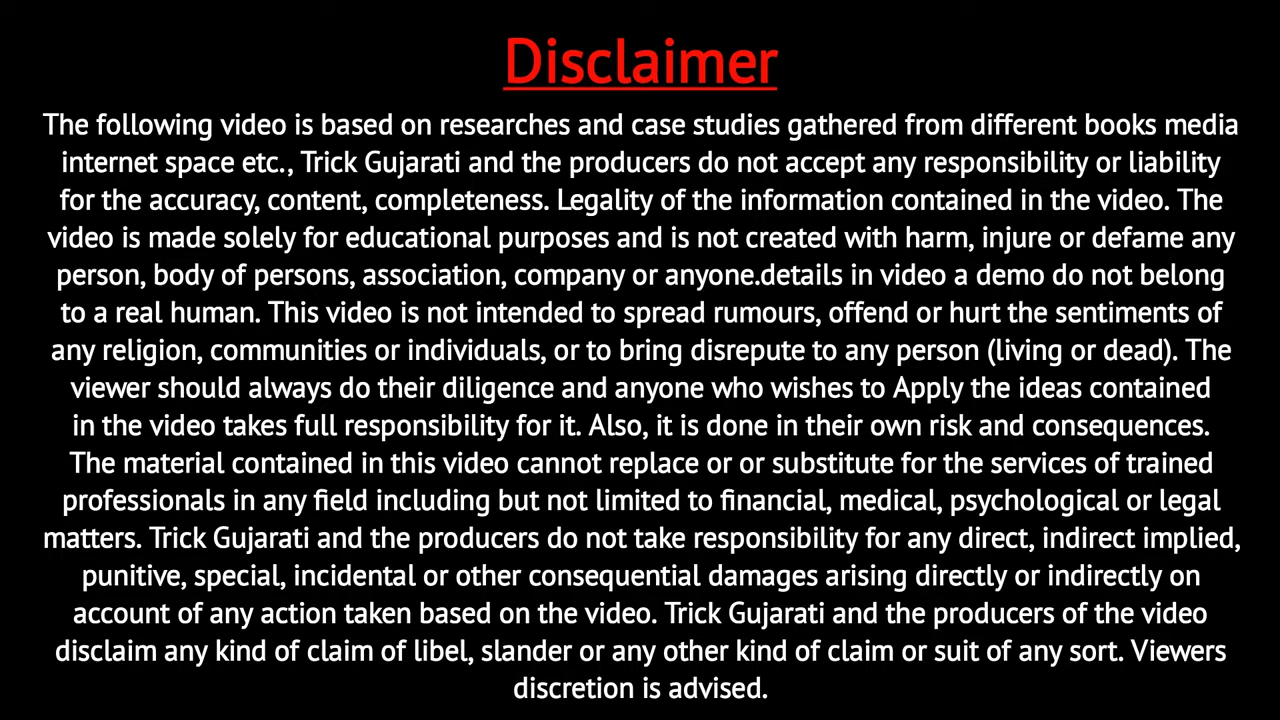 Disclaimer
The following video is based on researches and case studies gathered from different books media
internet space etc., Trick Gujarati and the producers do not accept any responsibility or liability
for the accuracy, content, completeness. Legality of the information contained in the video. The
video is made solely for educational purposes and is not created with harm, injure or defame any
person, body of persons, association, company or anyone.details in video a demo do not belong
to a real human. This video is not intended to spread rumours, offend or hurt the sentiments of
any religion, communities or individuals, or to bring disrepute to any person (living or dead). The
viewer should always do their diligence and anyone who wishes to Apply the ideas contained
in the video takes full responsibility for it. Also, it is done in their own risk and consequences.
The material contained in this video cannot replace or or substitute for the services of trained
professionals in any field including but not limited to financial, medical, psychological or legal
matters. Trick Gujarati and the producers do not take responsibility for any direct, indirect implied,
punitive, special, incidental or other consequential damages arising directly or indirectly on
account of any action taken based on the video. Trick Gujarati and the producers of the video
disclaim any kind of claim of libel, slander or any other kind of claim or suit of any sort. Viewers
discretion is advised.